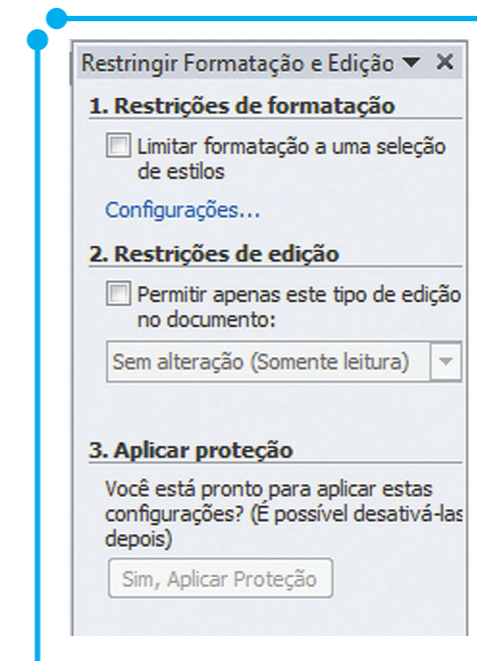 Restringir Formatação e Edição
1. Restrições de formatação
Limitar formatação a uma seleção
de estilos
Configurações...
2. Restrições de edição
Permitir apenas este tipo de edição
no documento:
Sem alteração (Somente leitura)
3. Aplicar proteção
Você está pronto para aplicar estas
configurações? (É possível desativá-las
depois)
Sim, Aplicar Proteção